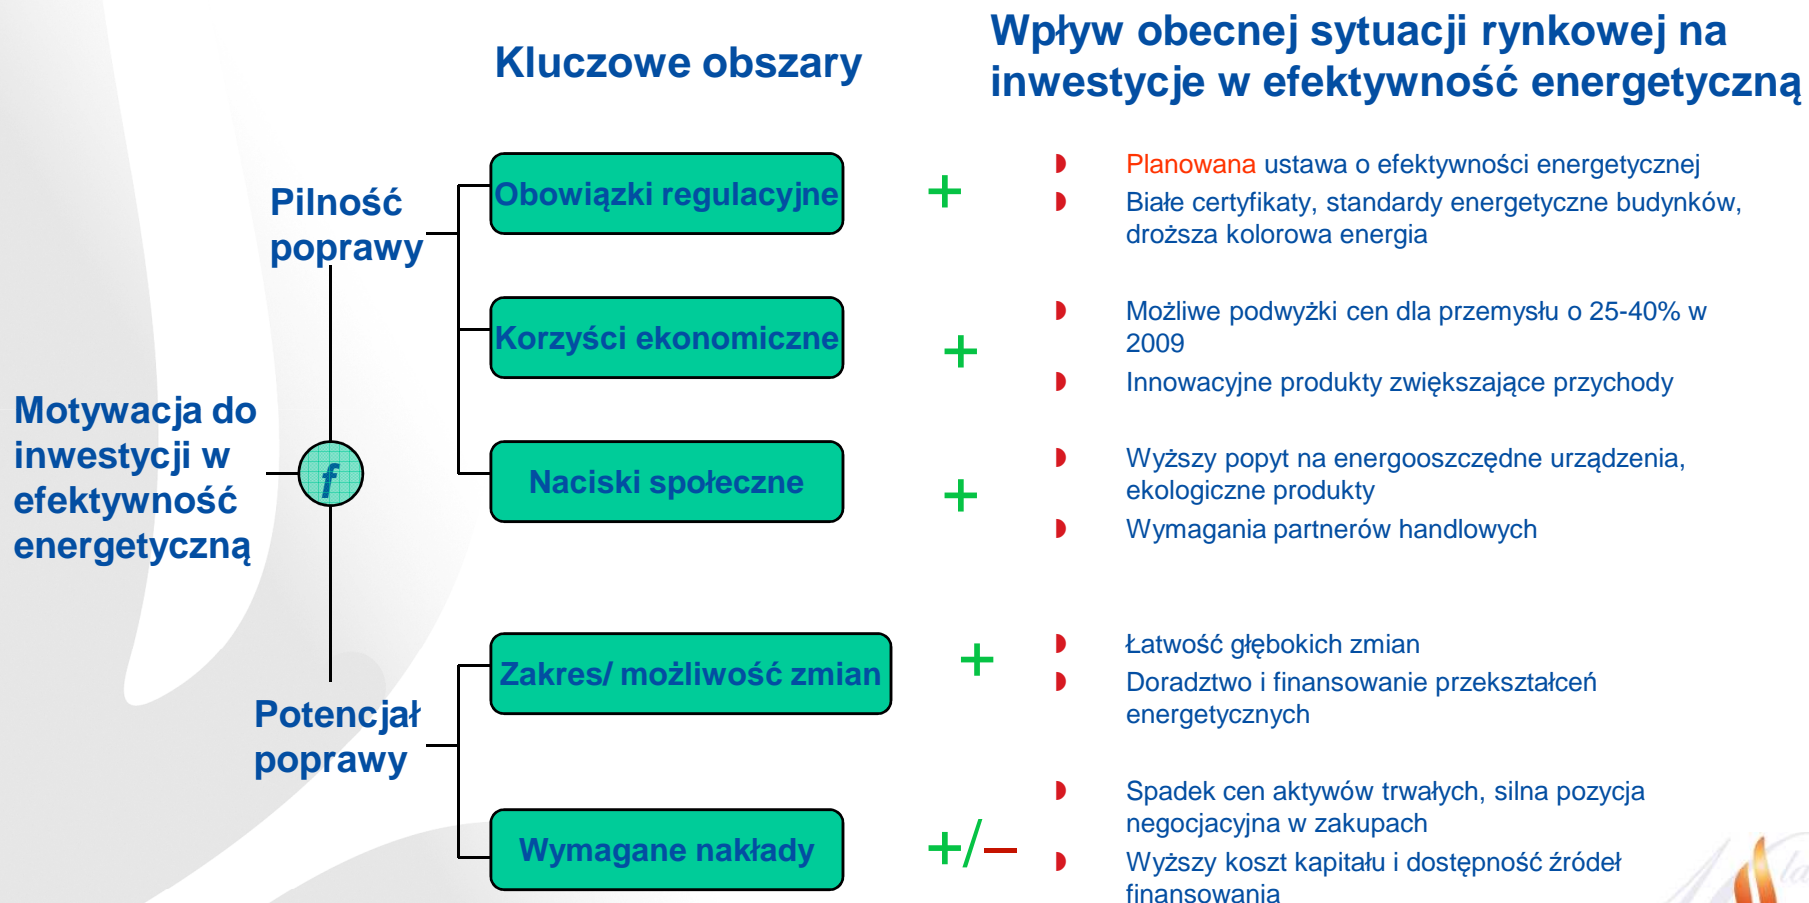 Kluczowe obszary
Wpływ obecnej sytuacji rynkowej na
inwestycje w efektywność energetyczną
Motywacja do
inwestycji w
efektywność
energetyczną
f
Pilność
poprawy
Obowiązki regulacyjne
+
Planowana ustawa o efektywności energetycznej
Białe certyfikaty, standardy energetyczne budynków,
droższa kolorowa energia
Korzyści ekonomiczne
+
Możliwe podwyżki cen dla przemysłu o 25-40% w
2009
Innowacyjne produkty zwiększające przychody
Naciski społeczne
+
Wyższy popyt na energooszczędne urządzenia,
ekologiczne produkty
Wymagania partnerów handlowych
Potencjał
poprawy
Zakres/ możliwość zmian
+
Łatwość głębokich zmian
Doradztwo i finansowanie przekształceń
energetycznych
Wymagane nakłady
+/–
Spadek cen aktywów trwałych, silna pozycja
negocjacyjna w zakupach
Wyższy koszt kapitału i dostępność źródeł
finansowania